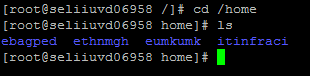 [root@seliiuvd06958 /]# cd /home
[root@seliiuvd06958 home]# ls
ebagped  ethnmgh  eumkumk  itinfraci
[root@seliiuvd06958 home]#